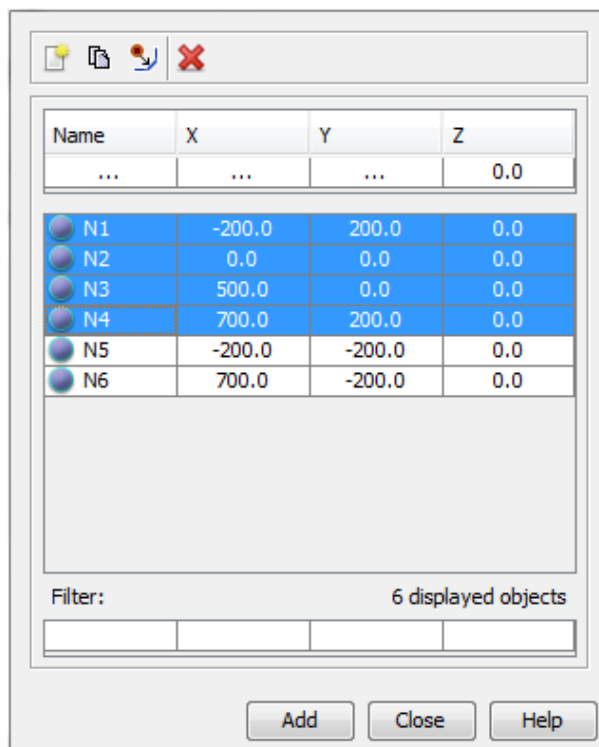 Name X Y Z
... ... ... 0.0
N1 -200.0 200.0 0.0
N2 0.0 0.0 0.0
N3 500.0 0.0 0.0
N4 700.0 200.0 0.0
N5 -200.0 -200.0 0.0
N6 700.0 -200.0 0.0
Filter: 6 displayed objects
Add Close Help